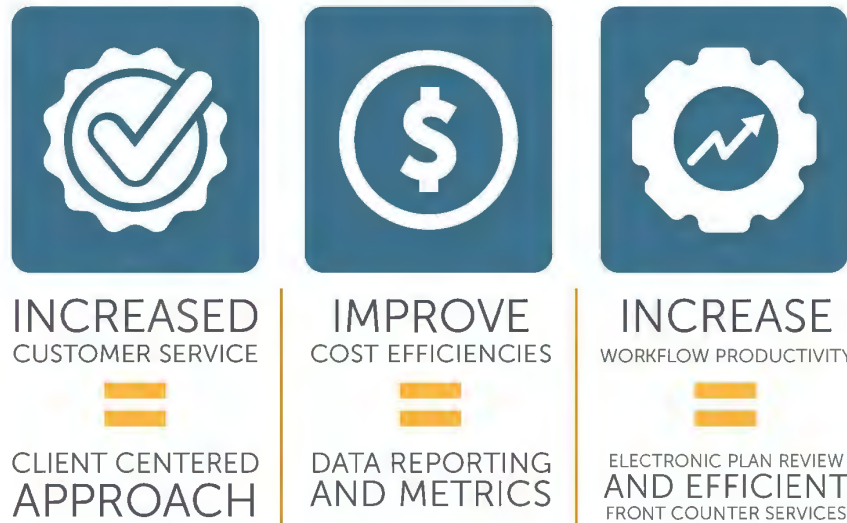 INCREASED
CUSTOMER SERVICE
=
CLIENT CENTERED
APPROACH
$
IMPROVE
COST EFFICIENCIES
=
DATA REPORTING
AND METRICS
INCREASE
WORKFLOW PRODUCTIVITY
=
ELECTRONIC PLAN REVIEW
AND EFFICIENT
FRONT COUNTER SERVICES